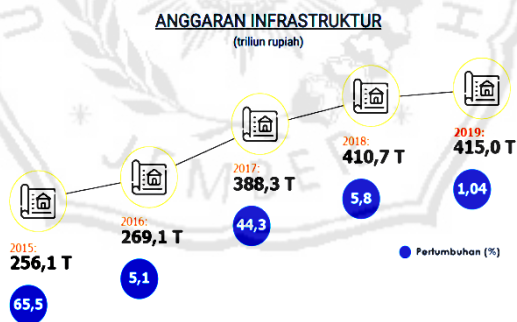 ANGGARAN INFRASTRUKTUR
(triliun rupiah)
2015:
256,1 T
65,5
2016:
269,1 T
5,1
2017:
388,3 T
44,3
2018:
410,7 T
5,8
2019:
415,0 T
1,04
Pertumbuhan (%)